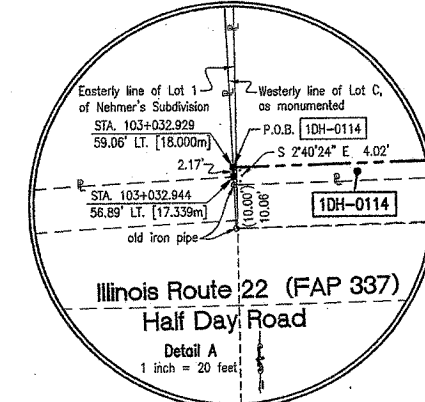 Easterly line of Lot 1
of Nehmer's Subdivision
Westerly line of Lot C,
as monumented
STA. 103+032.929
59.06' LT. [18.000m]
P.O.B. 1DH-0114
S 2°40'24" E 4.02'
2.17'
STA. 103+032.944
56.89' LT. [17.339m]
1DH-0114
old iron pipe
(10.00')
10.06'
Illinois Route 22 (FAP 337)
Half Day Road
Detail A
1 inch = 20 feet